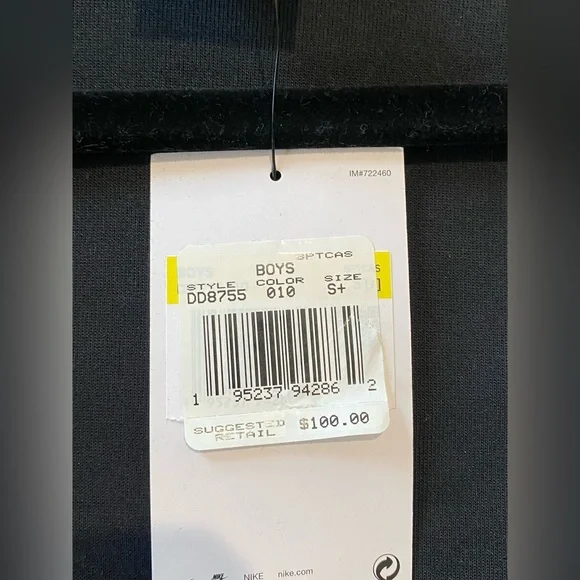 IM#722460
SPTCAS
BOYS
STYLE COLOR SIZE
DD8755 010 S+
1 95237 94286 2
SUGGESTED RETAIL $100.00
NIKE nike.com